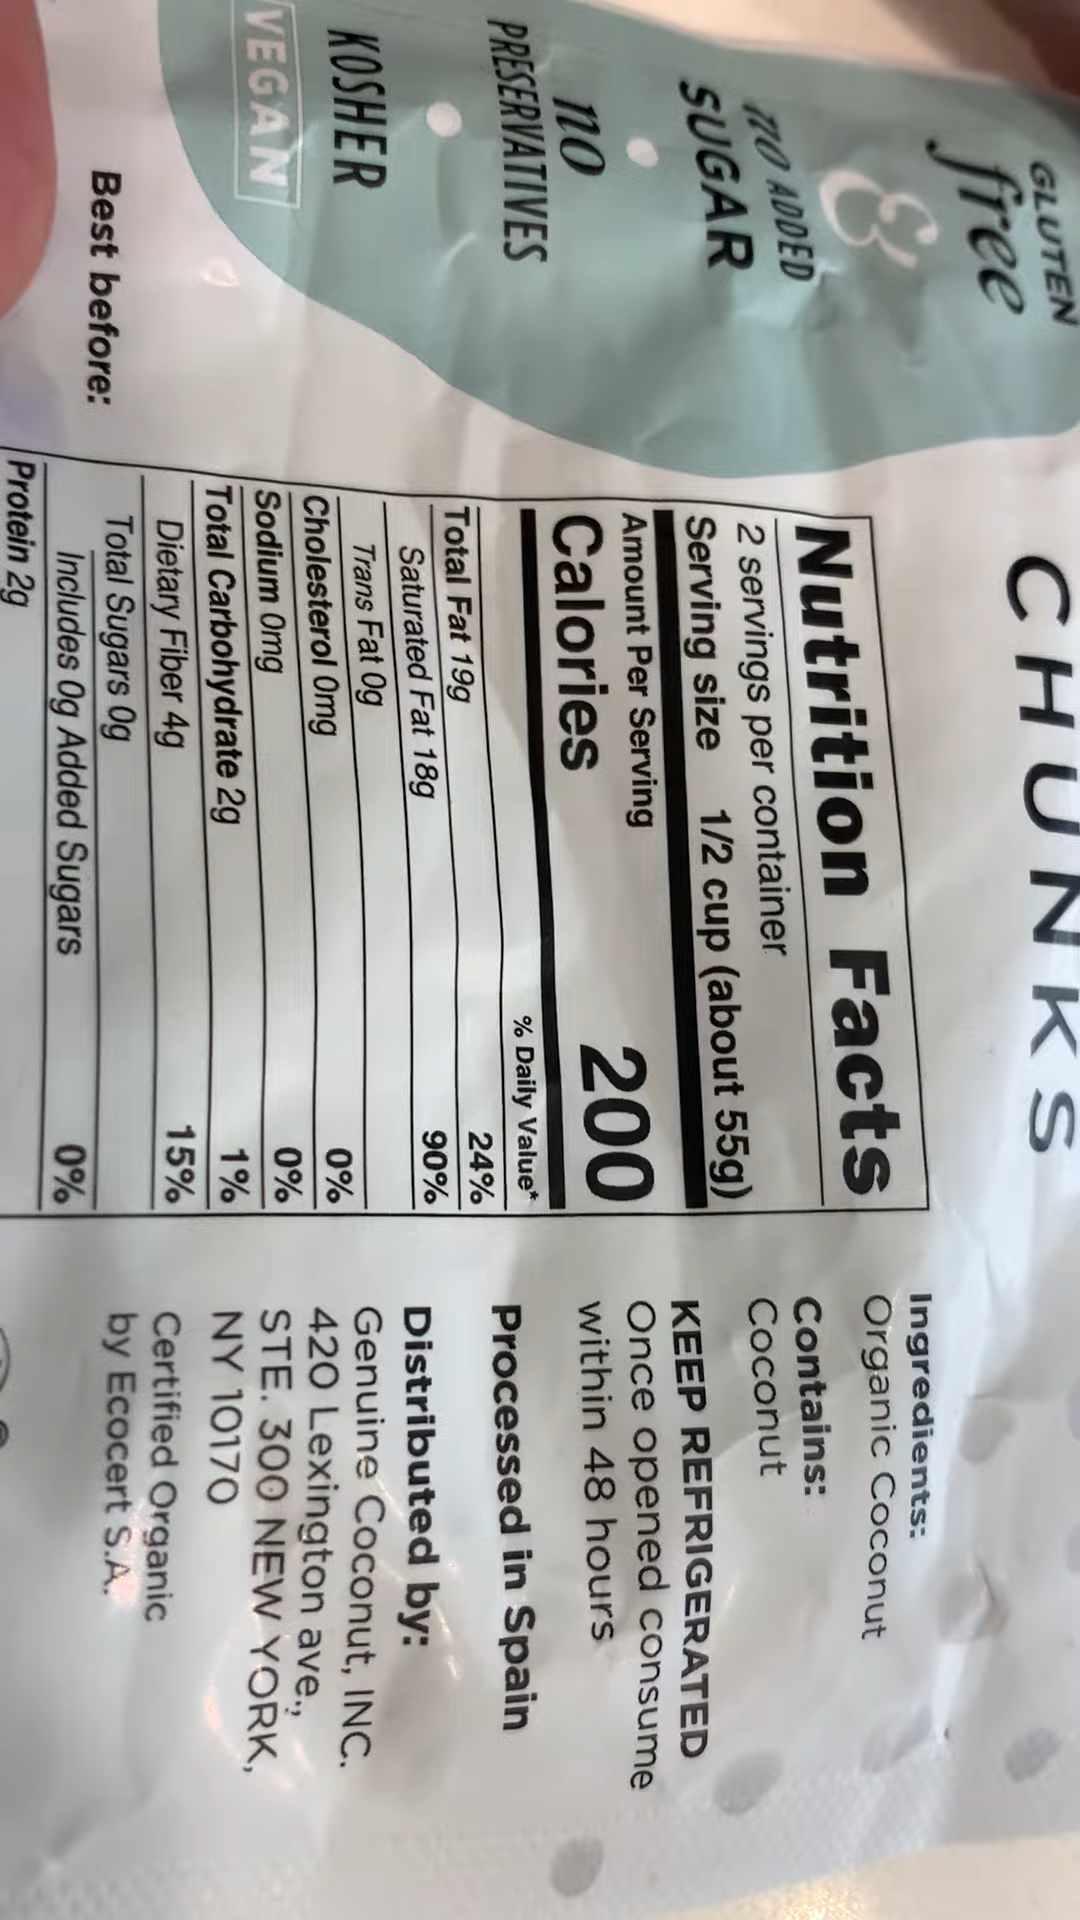 CHUNKS
GLUTEN
free
&
no ADDED
SUGAR
no
PRESERVATIVES
KOSHER
VEGAN
Best before:
Nutrition Facts
2 servings per container
Serving size 1/2 cup (about 55g)
Amount Per Serving
Calories 200
% Daily Value*
Total Fat 19g 24%
Saturated Fat 18g 90%
Trans Fat 0g
Cholesterol 0mg 0%
Sodium 0mg 0%
Total Carbohydrate 2g 1%
Dietary Fiber 4g 15%
Total Sugars 0g
Includes 0g Added Sugars 0%
Protein 2g
Ingredients:
Organic Coconut
Contains:
Coconut
KEEP REFRIGERATED
Once opened consume
within 48 hours
Processed in Spain
Distributed by:
Genuine Coconut, INC.
420 Lexington ave.,
STE. 300 NEW YORK,
NY 10170
Certified Organic
by Ecocert S.A.